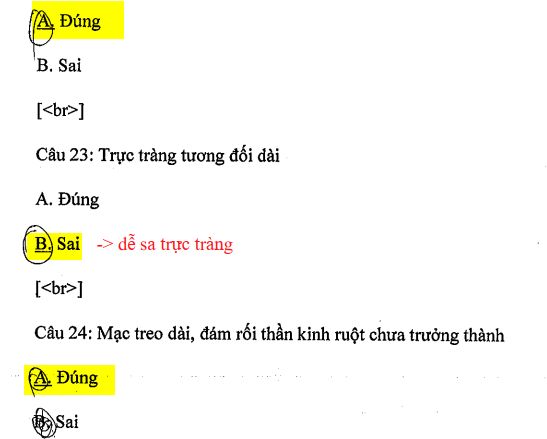 A. Đúng
B. Sai
[<br>]
Câu 23: Trực tràng tương đối dài
A. Đúng
B. Sai -> dễ sa trực tràng
[<br>]
Câu 24: Mạc treo dài, đám rối thần kinh ruột chưa trưởng thành
A. Đúng
B. Sai